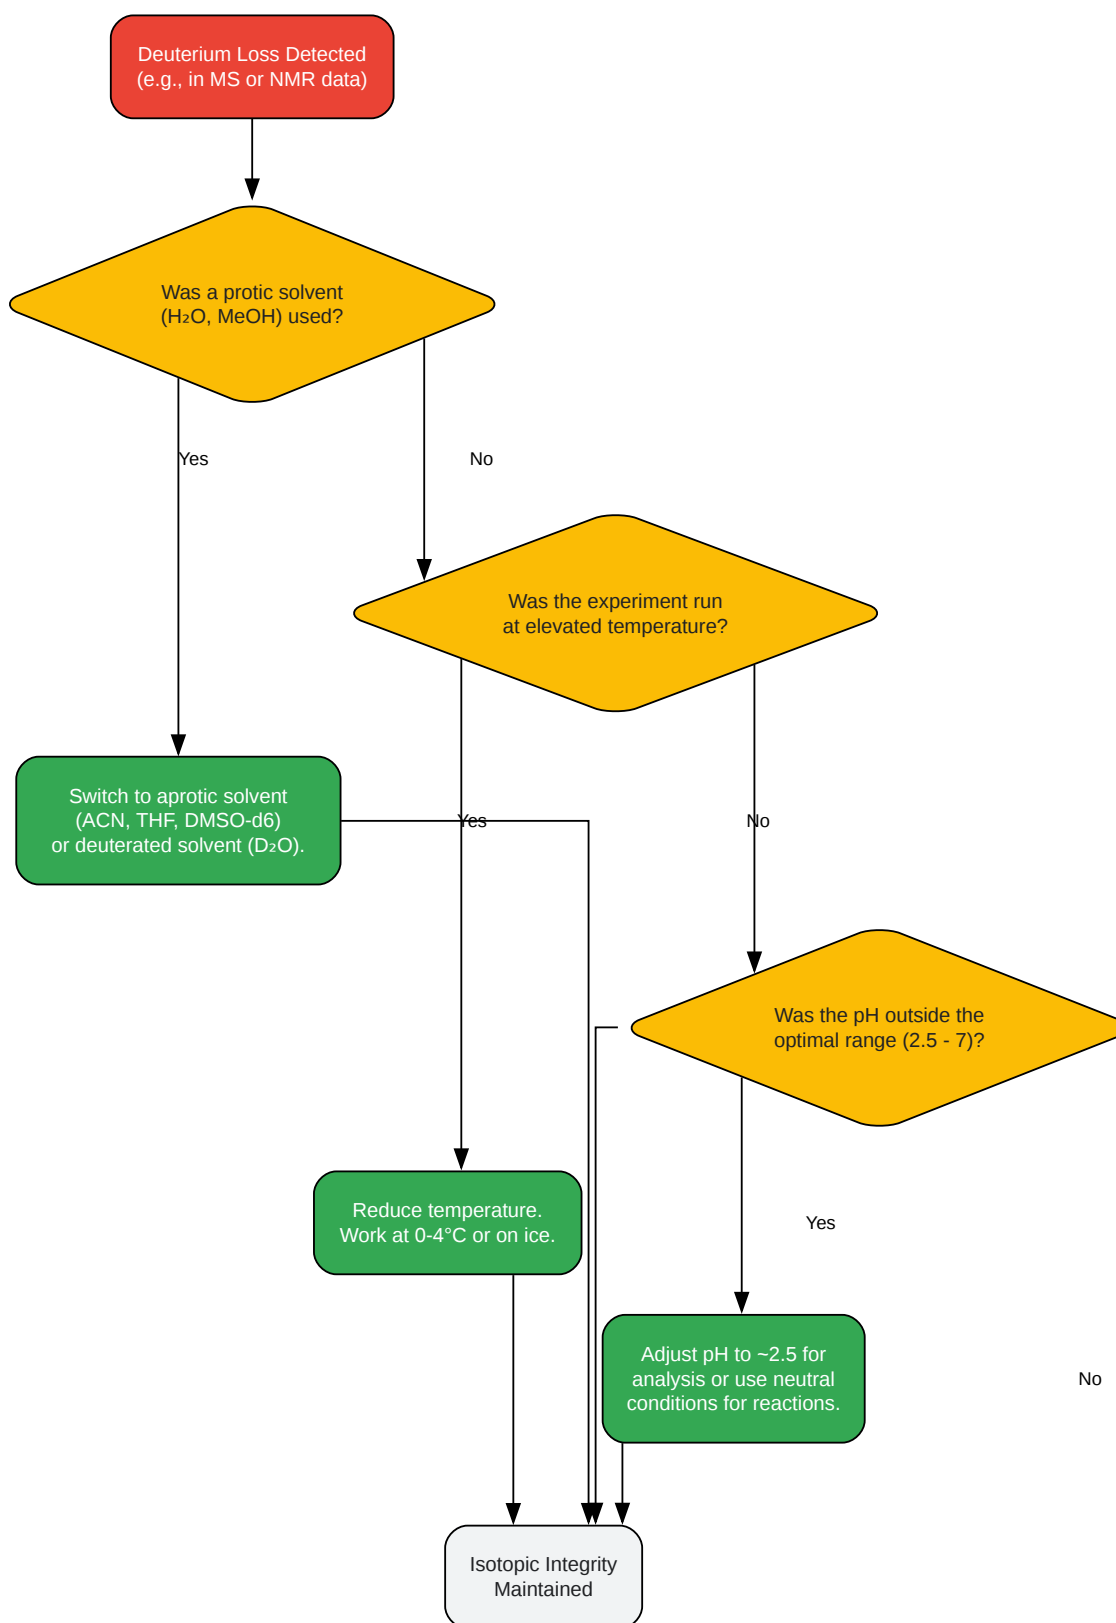 Deuterium Loss Detected
(e.g., in MS or NMR data)
Was a protic solvent
(H₂O, MeOH) used?
Yes
No
Was the experiment run
at elevated temperature?
Switch to aprotic solvent
(ACN, THF, DMSO-d6)
or deuterated solvent (D₂O).
Yes
No
Was the pH outside the
optimal range (2.5 - 7)?
Reduce temperature.
Work at 0-4°C or on ice.
Yes
Adjust pH to ~2.5 for
analysis or use neutral
conditions for reactions.
No
Isotopic Integrity
Maintained